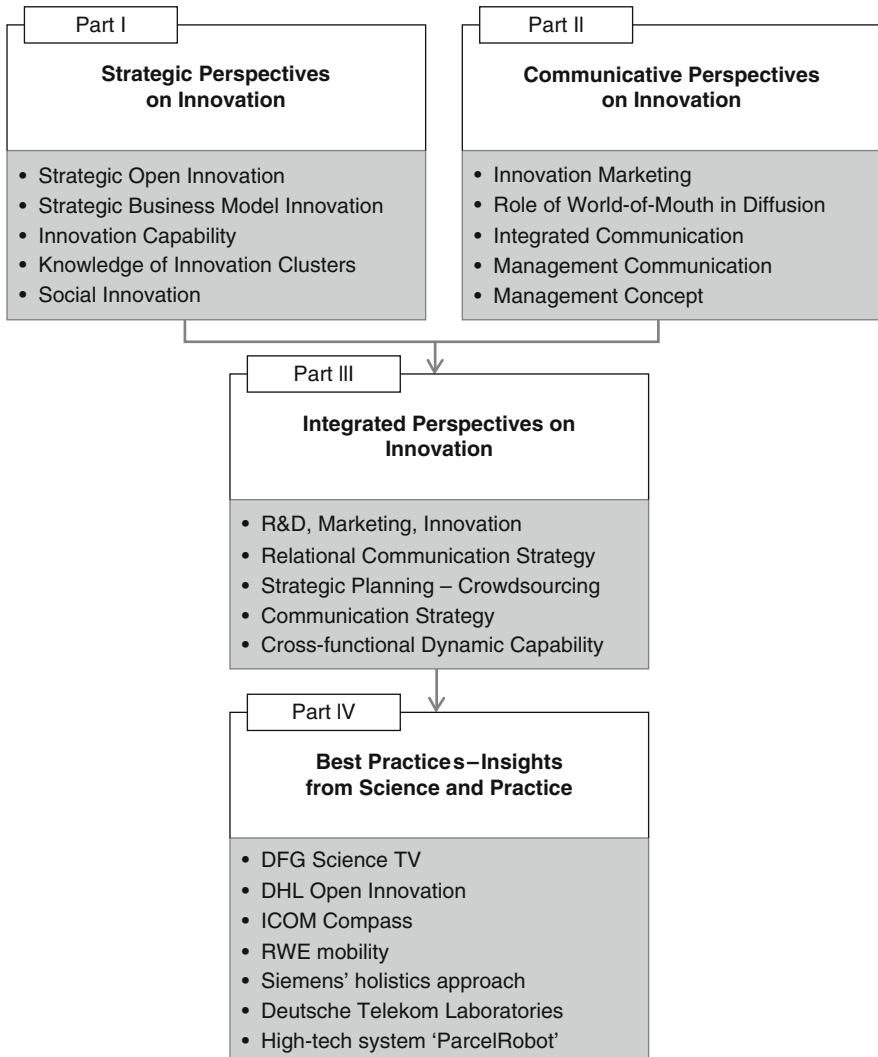 Part I
Strategic Perspectives
on Innovation
• Strategic Open Innovation
• Strategic Business Model Innovation
• Innovation Capability
• Knowledge of Innovation Clusters
• Social Innovation
Part II
Communicative Perspectives
on Innovation
• Innovation Marketing
• Role of World-of-Mouth in Diffusion
• Integrated Communication
• Management Communication
• Management Concept
Part III
Integrated Perspectives on
Innovation
• R&D, Marketing, Innovation
• Relational Communication Strategy
• Strategic Planning – Crowdsourcing
• Communication Strategy
• Cross-functional Dynamic Capability
Part IV
Best Practices–Insights
from Science and Practice
• DFG Science TV
• DHL Open Innovation
• ICOM Compass
• RWE mobility
• Siemens’ holistics approach
• Deutsche Telekom Laboratories
• High-tech system ‘ParcelRobot’